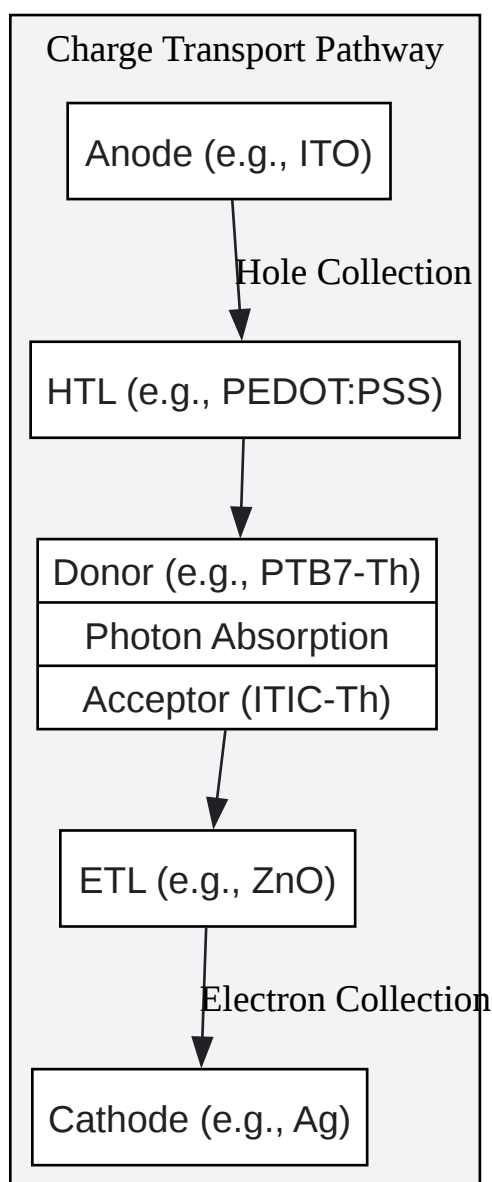 Charge Transport Pathway
Anode (e.g., ITO)
Hole Collection
HTL (e.g., PEDOT:PSS)
Donor (e.g., PTB7-Th)
Photon Absorption
Acceptor (ITIC-Th)
ETL (e.g., ZnO)
Electron Collection
Cathode (e.g., Ag)